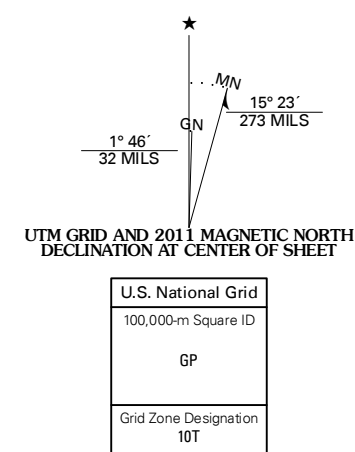 ★
MN
GN
15° 23´
273 MILS
1° 46´
32 MILS
UTM GRID AND 2011 MAGNETIC NORTH
DECLINATION AT CENTER OF SHEET
U.S. National Grid
100,000-m Square ID
GP
Grid Zone Designation
10T